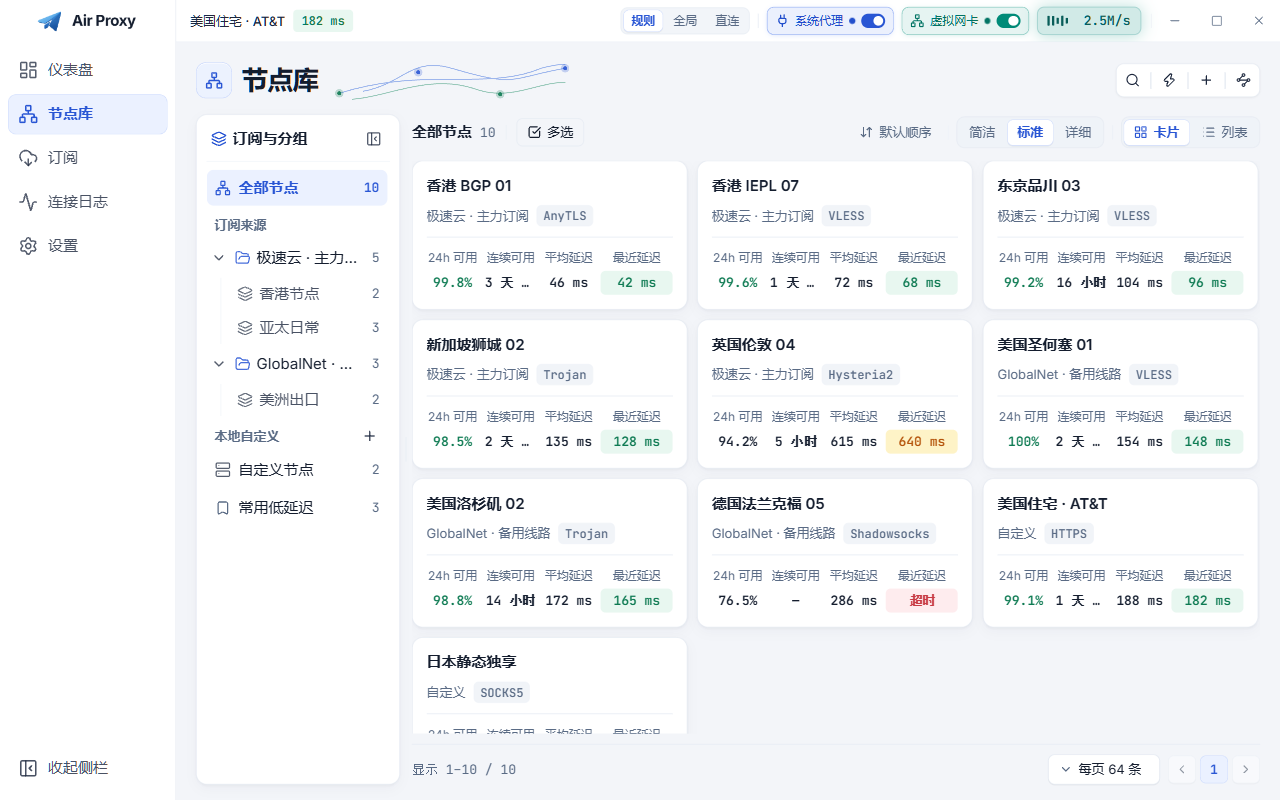 Air Proxy
美国住宅 · AT&T 182 ms
规则 全局 直连
系统代理
虚拟网卡
2.5M/s
仪表盘
节点库
订阅
连接日志
设置
收起侧栏
节点库
订阅与分组
全部节点 10
订阅来源
极速云 · 主力... 5
香港节点 2
亚太日常 3
GlobalNet · ... 3
美洲出口 2
本地自定义
自定义节点 2
常用低延迟 3
全部节点 10 多选
默认顺序 简洁 标准 详细 卡片 列表
香港 BGP 01
极速云 · 主力订阅 AnyTLS
24h 可用 连续可用 平均延迟 最近延迟
99.8% 3 天 … 46 ms 42 ms
香港 IEPL 07
极速云 · 主力订阅 VLESS
24h 可用 连续可用 平均延迟 最近延迟
99.6% 1 天 … 72 ms 68 ms
东京品川 03
极速云 · 主力订阅 VLESS
24h 可用 连续可用 平均延迟 最近延迟
99.2% 16 小时 104 ms 96 ms
新加坡狮城 02
极速云 · 主力订阅 Trojan
24h 可用 连续可用 平均延迟 最近延迟
98.5% 2 天 … 135 ms 128 ms
英国伦敦 04
极速云 · 主力订阅 Hysteria2
24h 可用 连续可用 平均延迟 最近延迟
94.2% 5 小时 615 ms 640 ms
美国圣何塞 01
GlobalNet · 备用线路 VLESS
24h 可用 连续可用 平均延迟 最近延迟
100% 2 天 … 154 ms 148 ms
美国洛杉矶 02
GlobalNet · 备用线路 Trojan
24h 可用 连续可用 平均延迟 最近延迟
98.8% 14 小时 172 ms 165 ms
德国法兰克福 05
GlobalNet · 备用线路 Shadowsocks
24h 可用 连续可用 平均延迟 最近延迟
76.5% – 286 ms 超时
美国住宅 · AT&T
自定义 HTTPS
24h 可用 连续可用 平均延迟 最近延迟
99.1% 1 天 … 188 ms 182 ms
日本静态独享
自定义 SOCKS5
24h 可用 连续可用 平均延迟 最近延迟
显示 1-10 / 10
每页 64 条 1